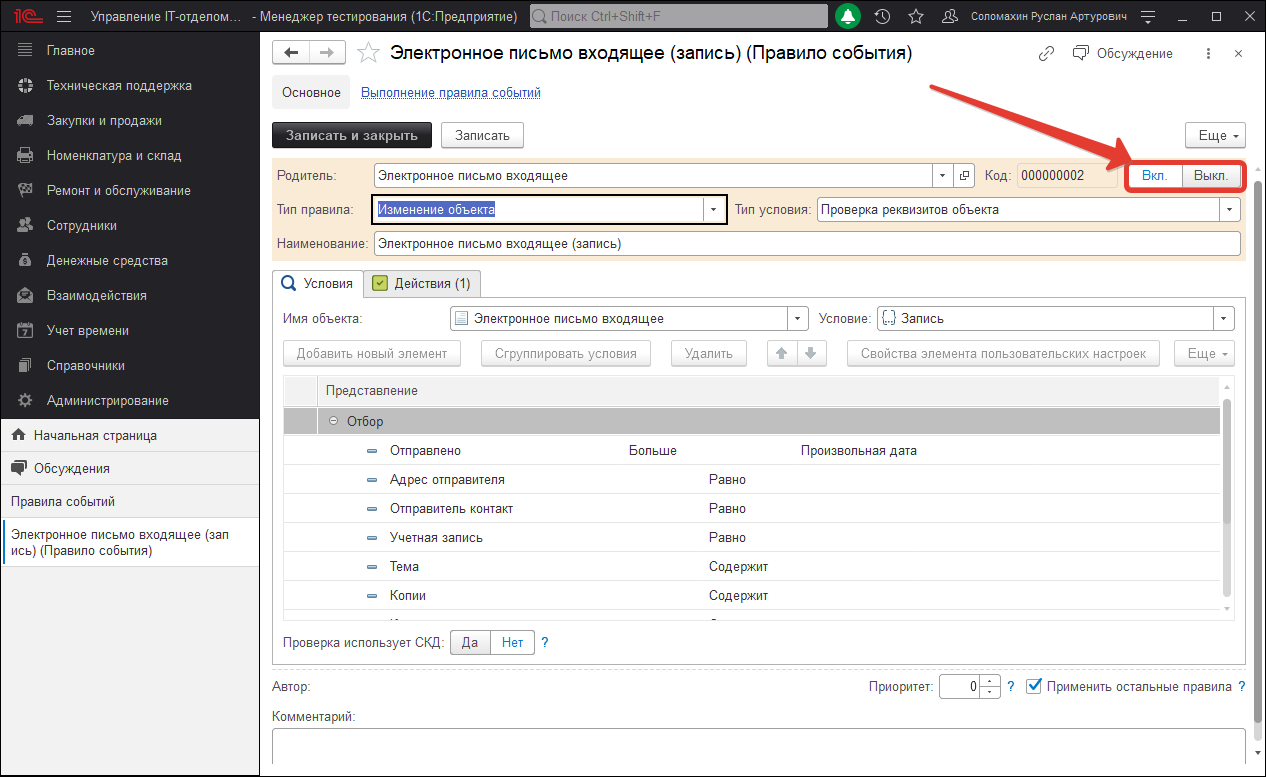 1С Управление IT-отделом... - Менеджер тестирования (1С:Предприятие) Поиск Ctrl+Shift+F Соломахин Руслан Артурович
Главное
Техническая поддержка
Закупки и продажи
Номенклатура и склад
Ремонт и обслуживание
Сотрудники
Денежные средства
Взаимодействия
Учет времени
Справочники
Администрирование
Начальная страница
Обсуждения
Правила событий
Электронное письмо входящее (зап
ись) (Правило события)
Электронное письмо входящее (запись) (Правило события) Обсуждение
Основное Выполнение правила событий
Записать и закрыть Записать Еще
Родитель: Электронное письмо входящее Код: 000000002 Вкл. Выкл.
Тип правила: Изменение объекта Тип условия: Проверка реквизитов объекта
Наименование: Электронное письмо входящее (запись)
Условия Действия (1)
Имя объекта: Электронное письмо входящее Условие: Запись
Добавить новый элемент Сгруппировать условия Удалить Свойства элемента пользовательских настроек Еще
Представление
Отбор
Отправлено Больше Произвольная дата
Адрес отправителя Равно
Отправитель контакт Равно
Учетная запись Равно
Тема Содержит
Копии Содержит
Проверка использует СКД: Да Нет ?
Автор: Приоритет: 0 ? Применить остальные правила ?
Комментарий: